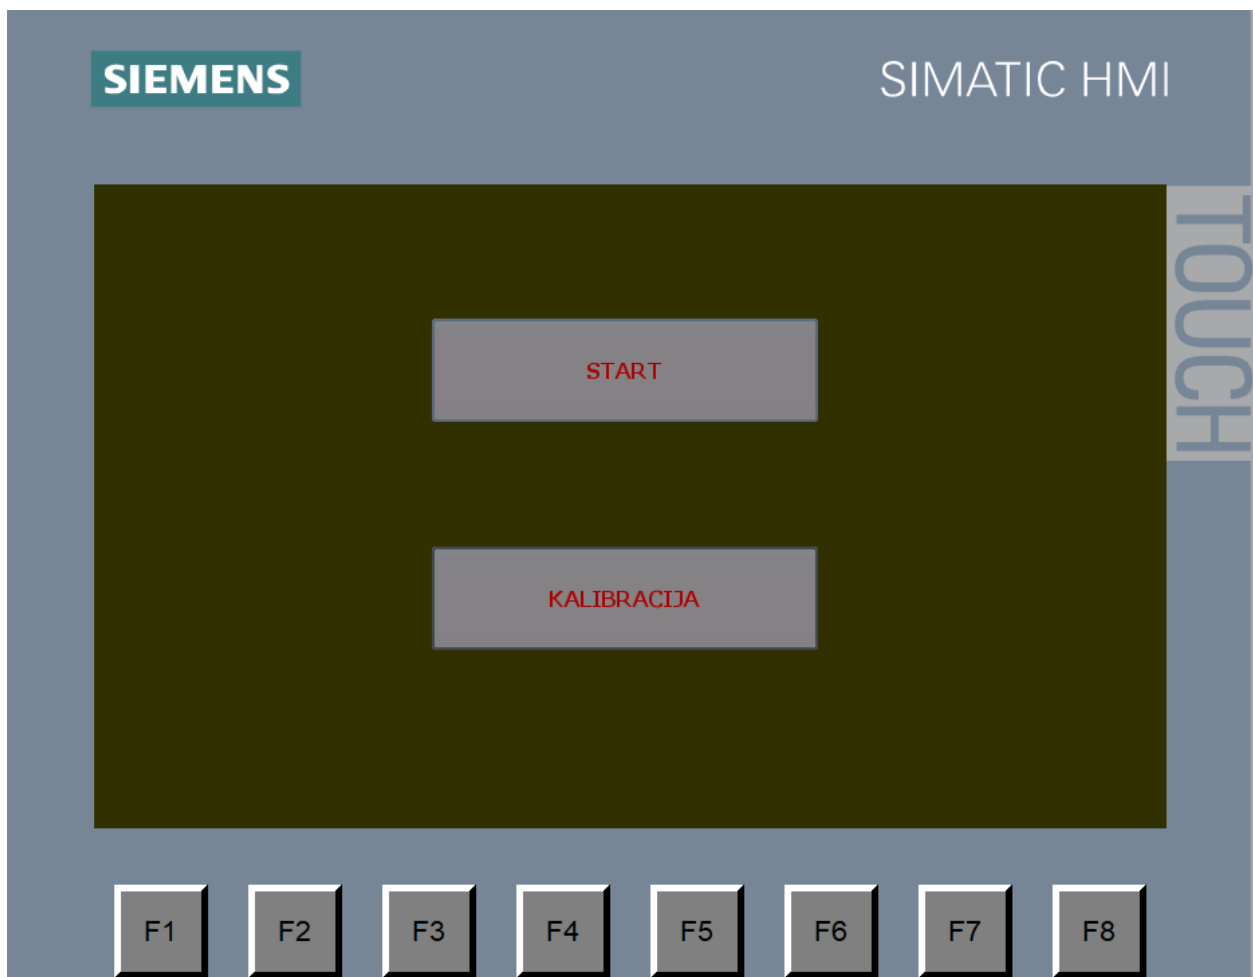 SIEMENS
SIMATIC HMI
TOUCH
START
KALIBRACIJA
F1 F2 F3 F4 F5 F6 F7 F8